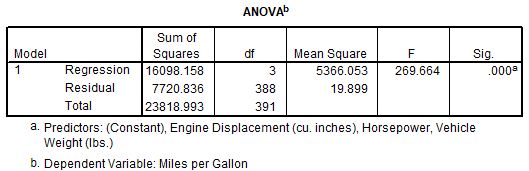 ANOVAb
Model Sum of Squares df Mean Square F Sig.
1 Regression 16098.158 3 5366.053 269.664 .000a
Residual 7720.836 388 19.899
Total 23818.993 391
a. Predictors: (Constant), Engine Displacement (cu. inches), Horsepower, Vehicle
Weight (lbs.)
b. Dependent Variable: Miles per Gallon